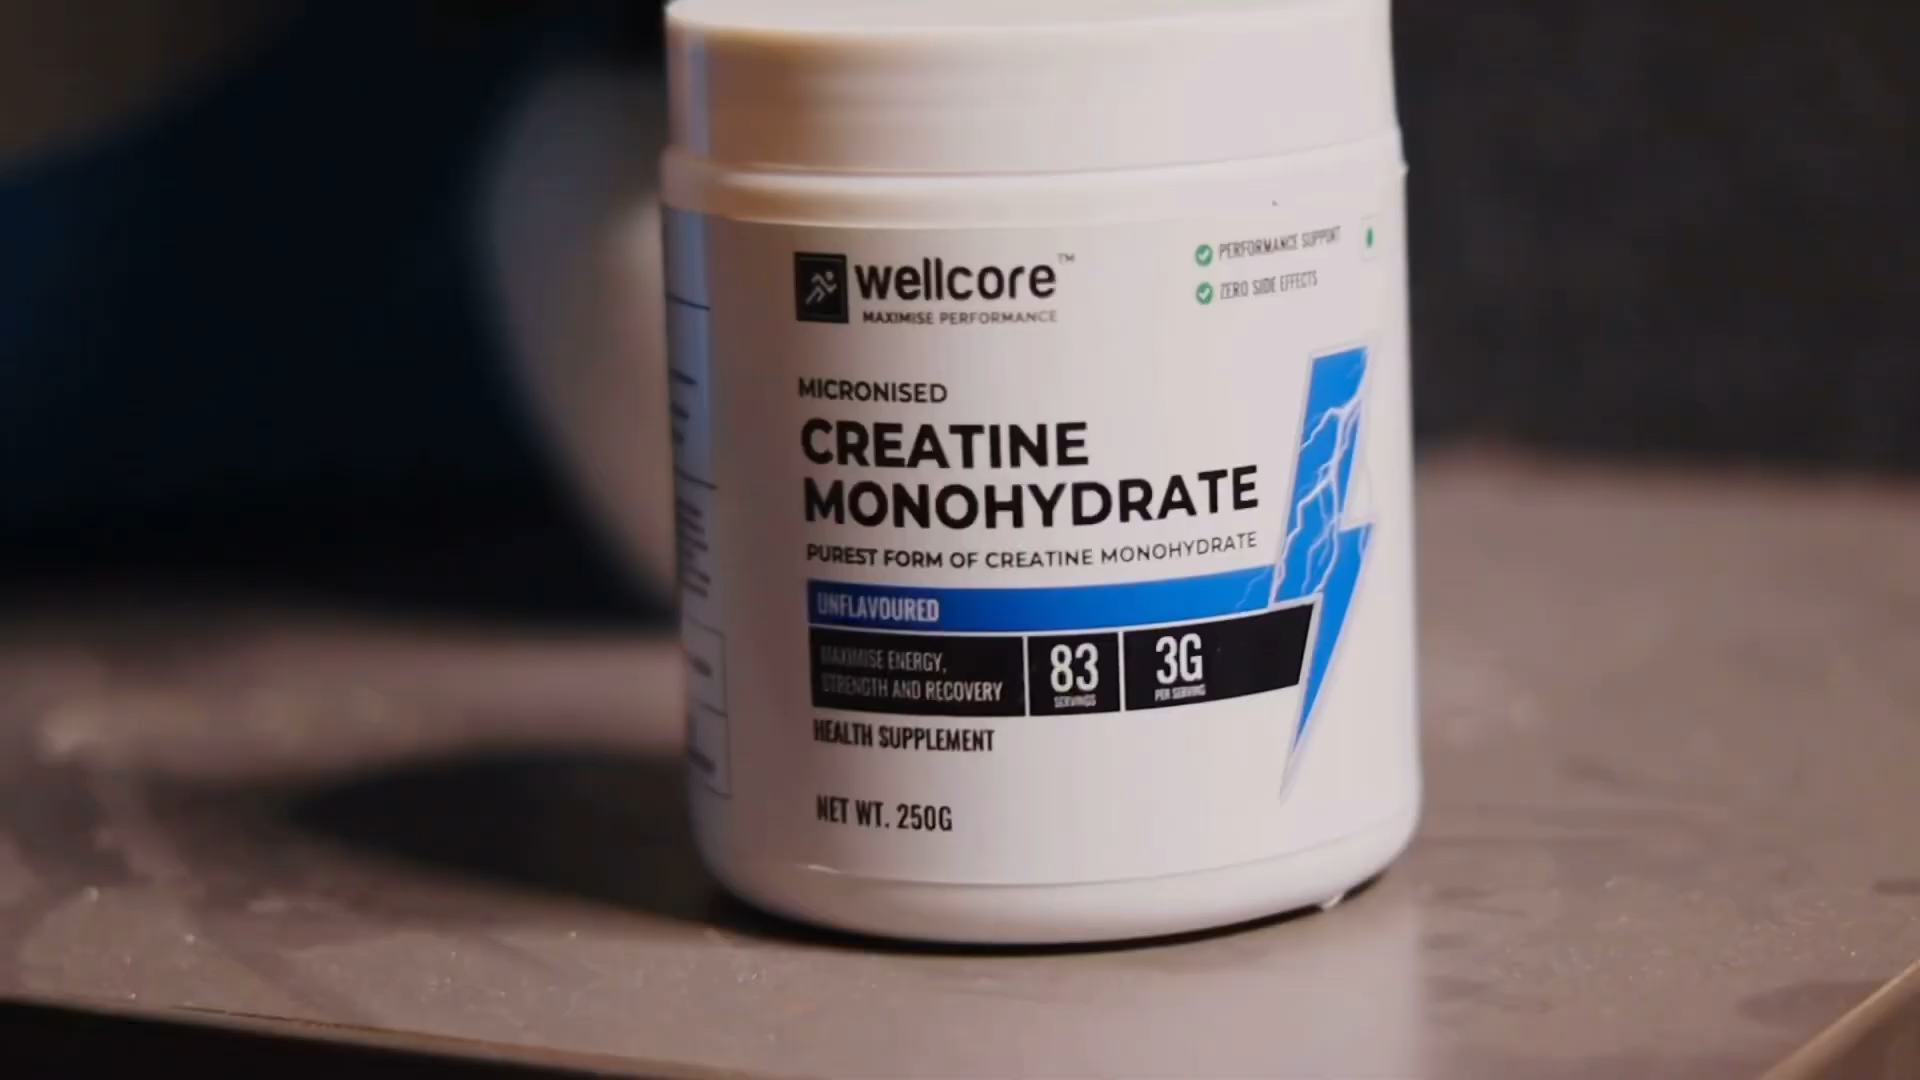 wellcore™
MAXIMISE PERFORMANCE
PERFORMANCE SUPPORT
ZERO SIDE EFFECTS
MICRONISED
CREATINE
MONOHYDRATE
PUREST FORM OF CREATINE MONOHYDRATE
UNFLAVOURED
MAXIMISE ENERGY,
STRENGTH AND RECOVERY
83
SERVINGS
3G
PER SERVING
HEALTH SUPPLEMENT
NET WT. 250G